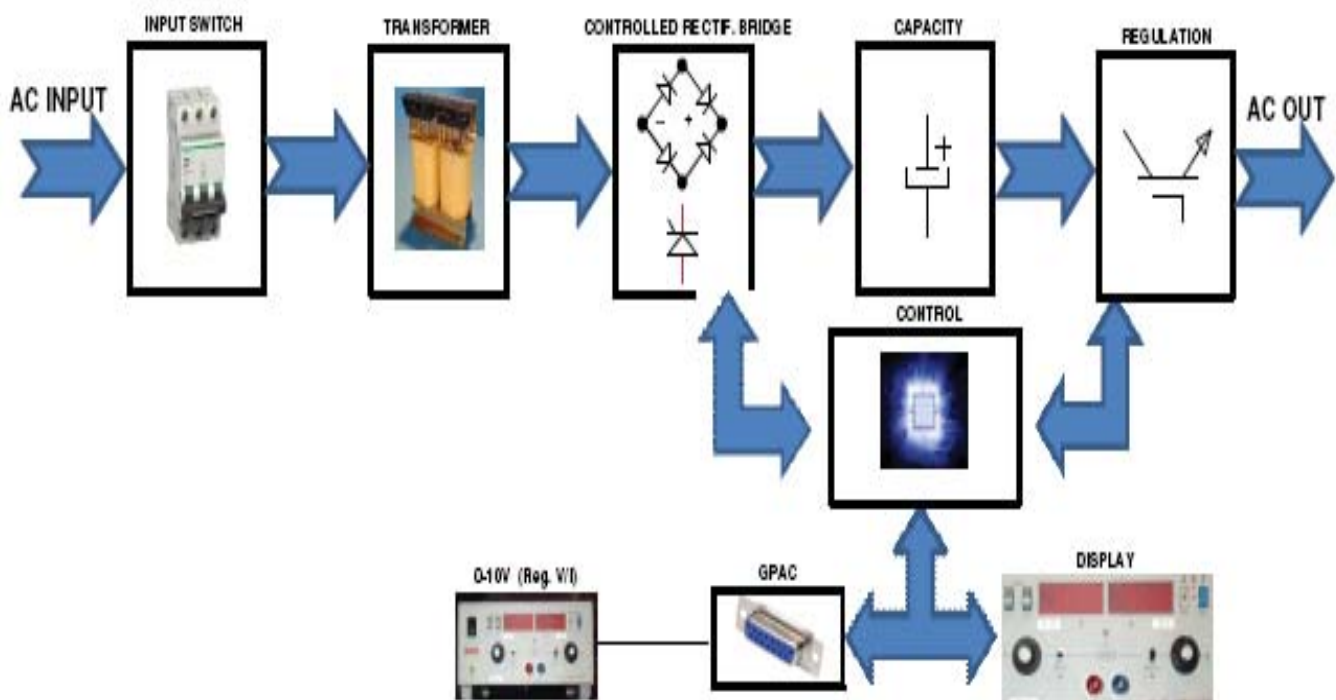 INPUT SWITCH
TRANSFORMER
CONTROLLED RECTIF. BRIDGE
CAPACITY
REGULATION
AC INPUT
AC OUT
CONTROL
0-10V (Reg. V/I)
GPAC
DISPLAY